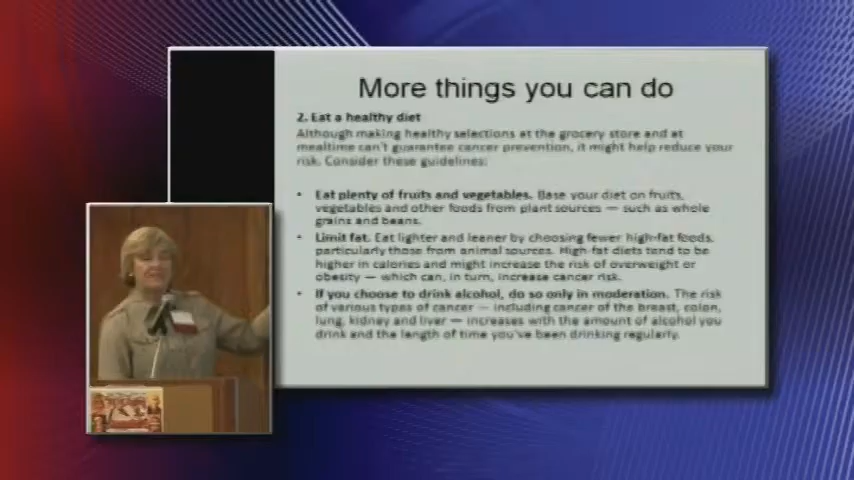 More things you can do
2. Eat a healthy diet
Although making healthy selections at the grocery store and at
mealtime can't guarantee cancer prevention, it might help reduce your
risk. Consider these guidelines:
• Eat plenty of fruits and vegetables. Base your diet on fruits,
vegetables and other foods from plant sources — such as whole
grains and beans.
• Limit fat. Eat lighter and leaner by choosing fewer high-fat foods,
particularly those from animal sources. High-fat diets tend to be
higher in calories and might increase the risk of overweight or
obesity — which can, in turn, increase cancer risk.
• If you choose to drink alcohol, do so only in moderation. The risk
of various types of cancer — including cancer of the breast, colon,
lung, kidney and liver — increases with the amount of alcohol you
drink and the length of time you've been drinking regularly.